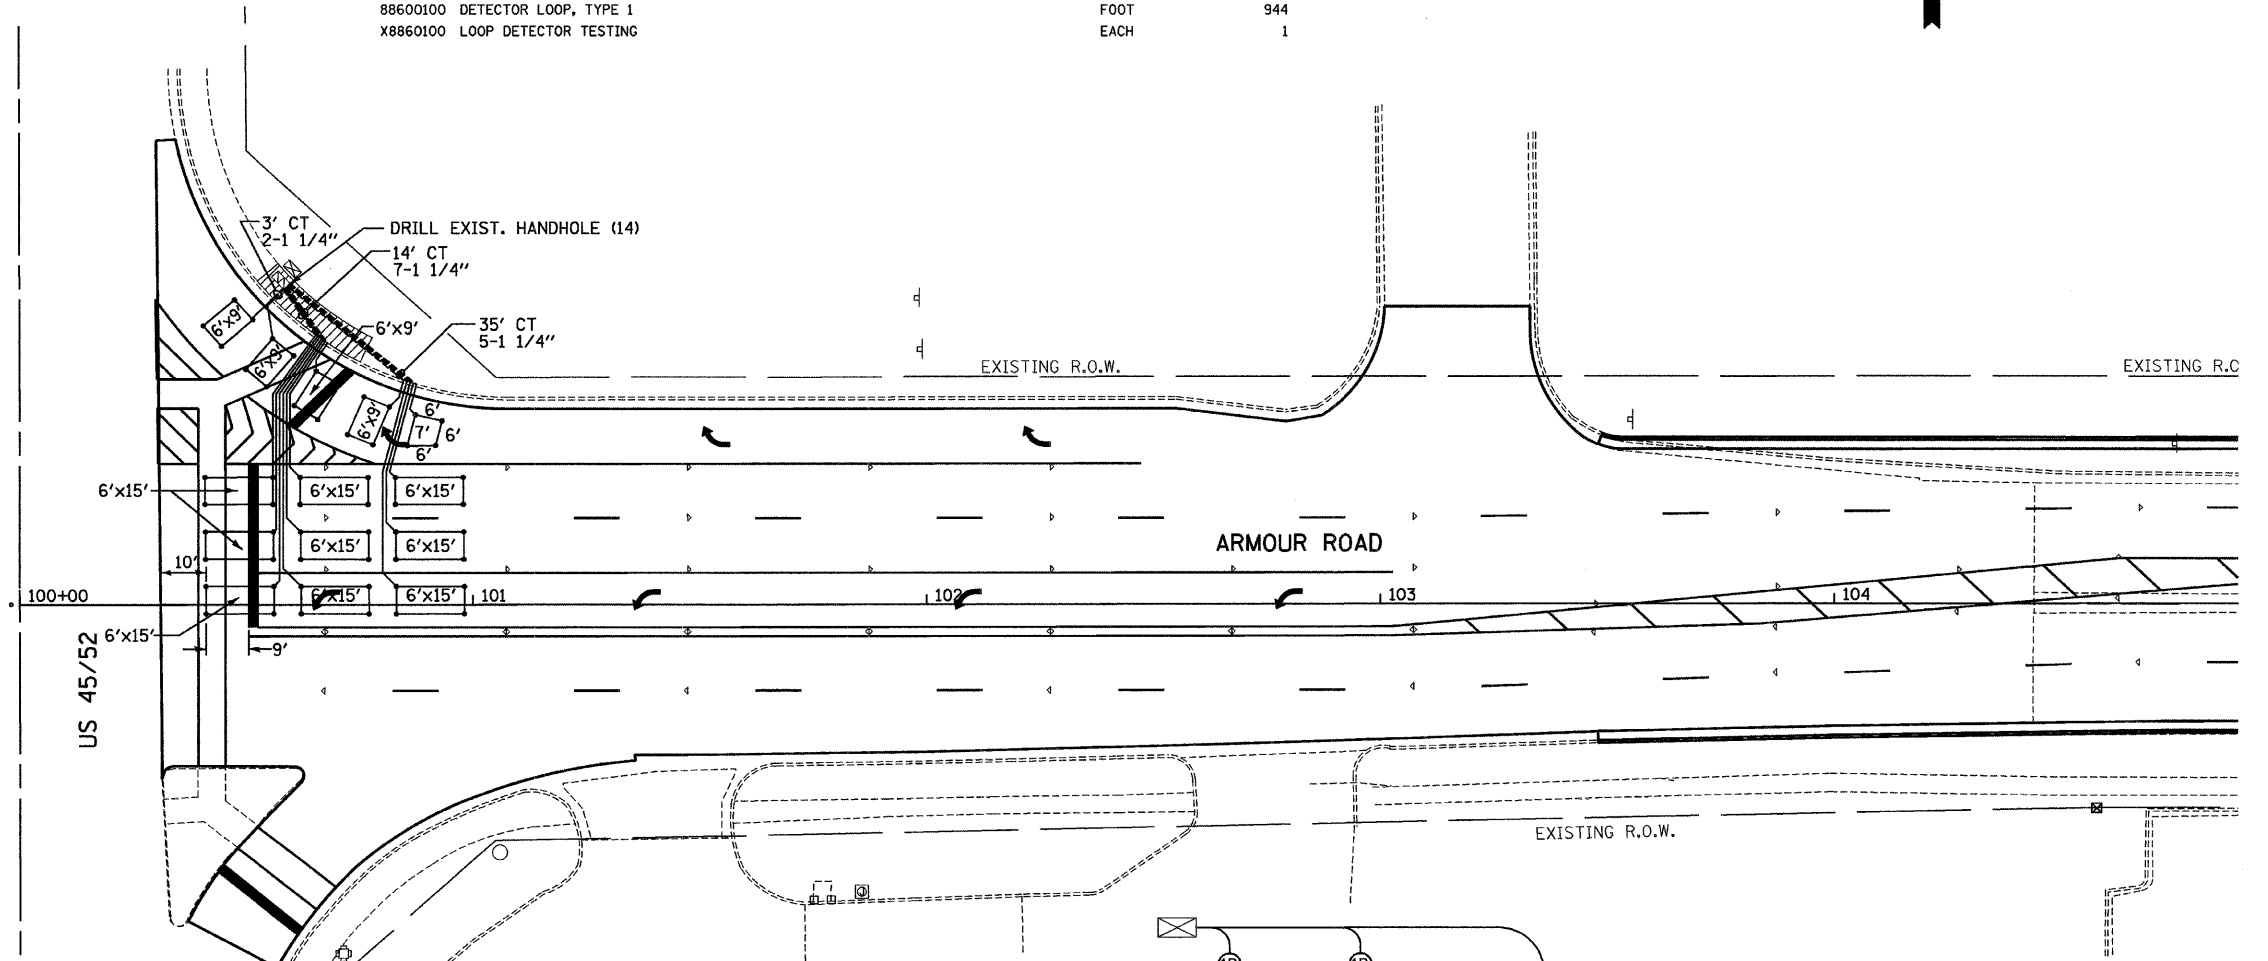 88600100 DETECTOR LOOP, TYPE 1 FOOT 944
X8860100 LOOP DETECTOR TESTING EACH 1
3' CT
2-1 1/4"
DRILL EXIST. HANDHOLE (14)
14' CT
7-1 1/4"
6'x9'
6'x9'
6'x9'
35' CT
5-1 1/4"
EXISTING R.O.W.
EXISTING R.O
6'x9'
6'
7'
6'
6'
6'x15'
6'x15'
6'x15'
6'x15'
6'x15'
ARMOUR ROAD
10'
100+00
6'x15'
6'x15'
101
102
103
104
6'x15'
9'
US 45/52
EXISTING R.O.W.